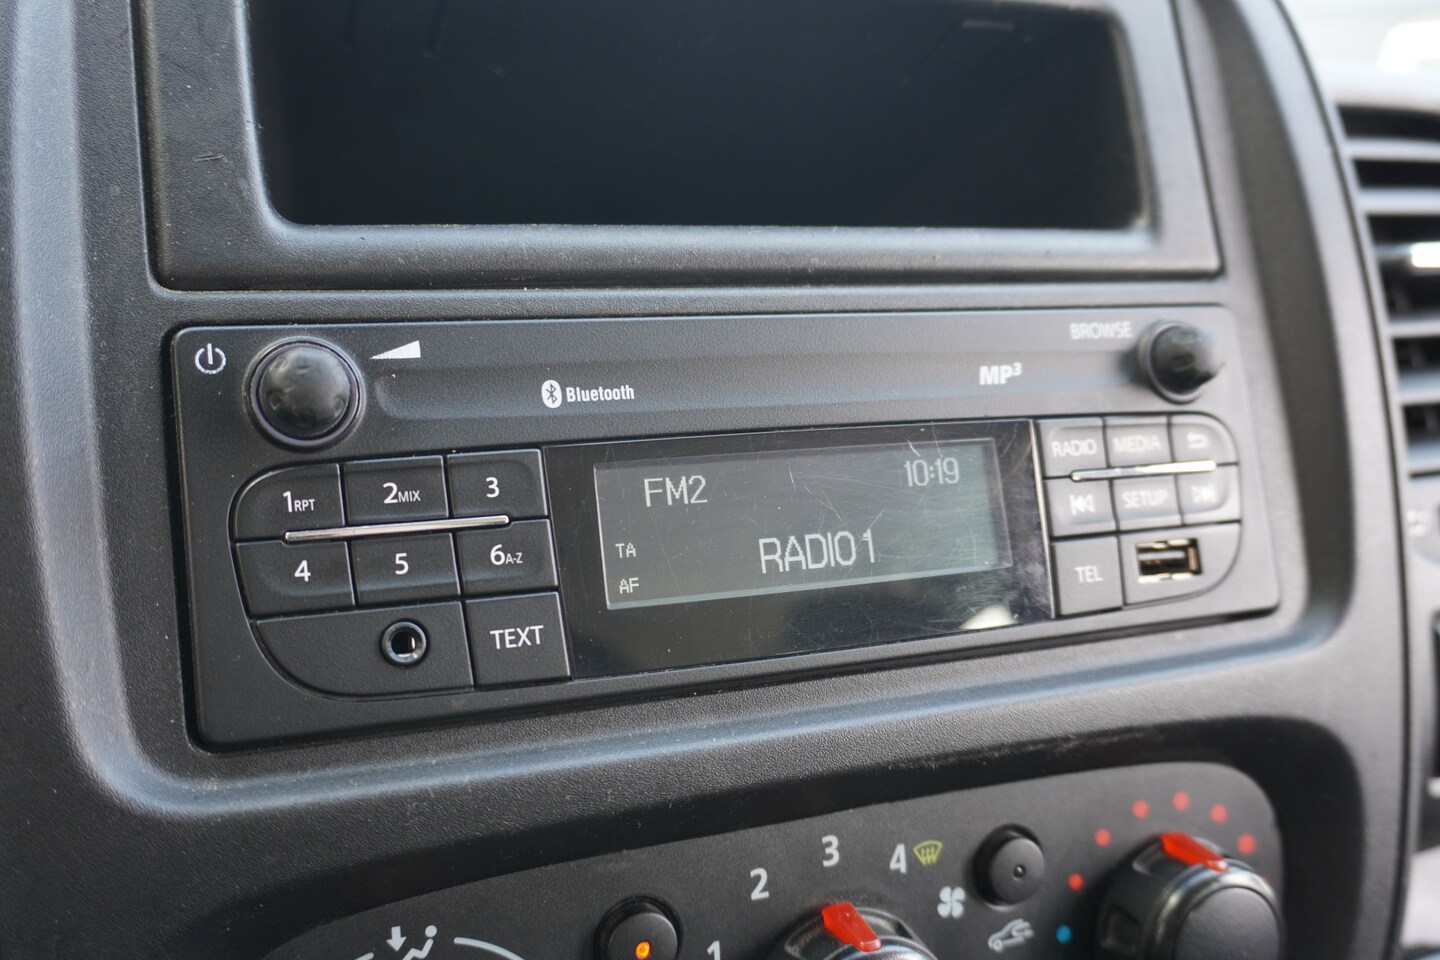 BROWSE
Bluetooth
MP3
1RPT
2MIX
3
4
5
6A-Z
TEXT
FM2
10:19
TA
RADIO 1
AF
RADIO
MEDIA
SETUP
TEL
1
2
3
4